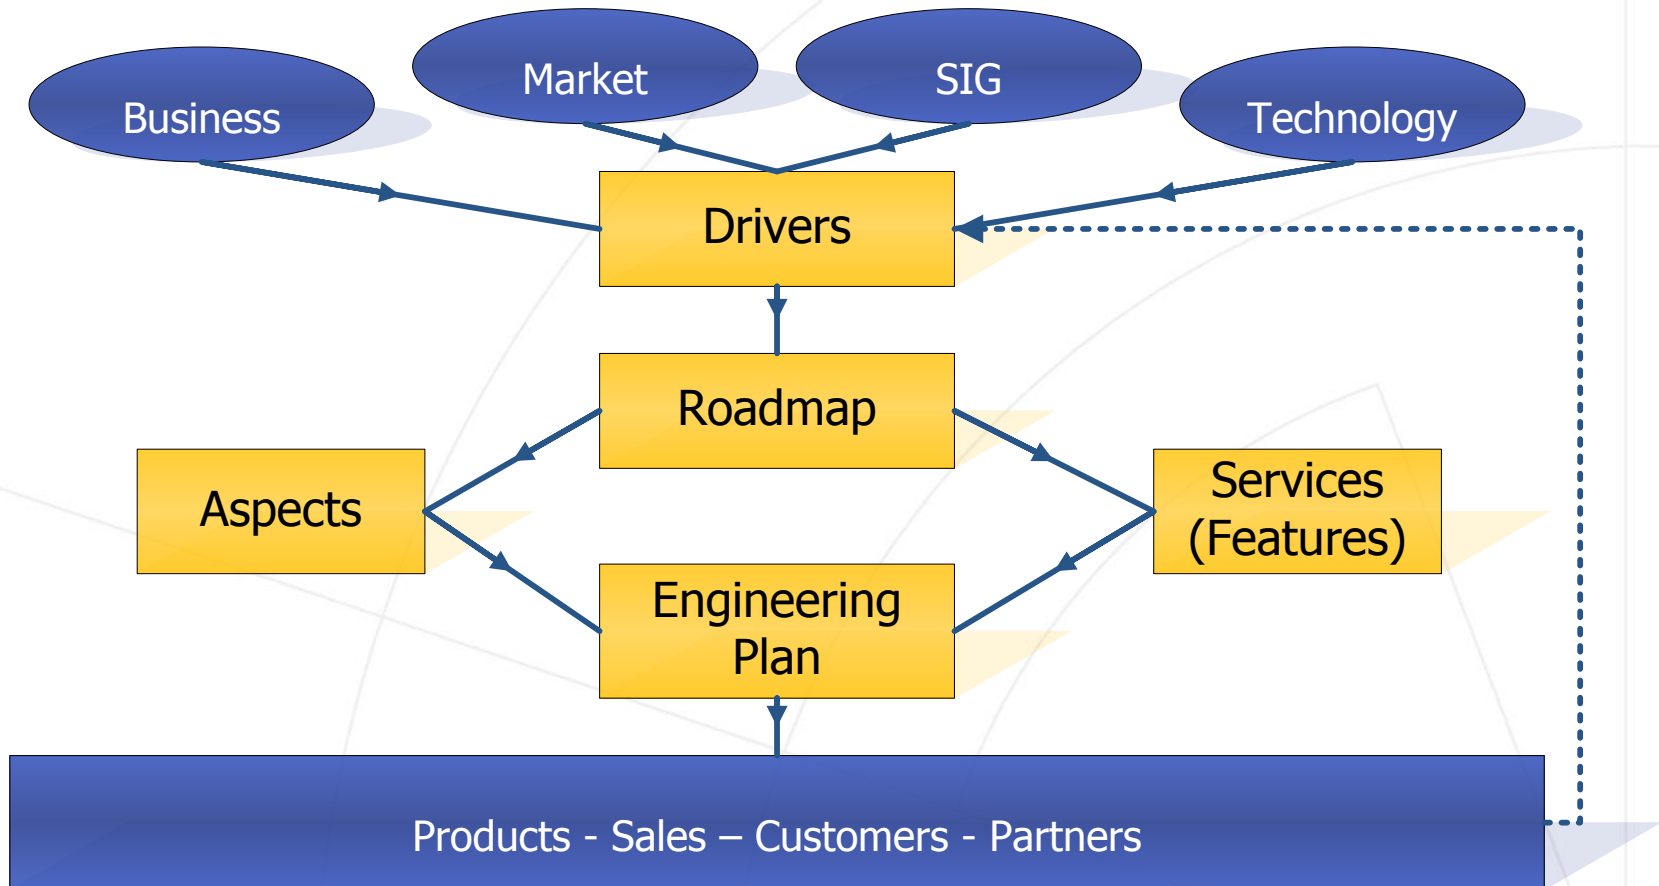 Business
Market
SIG
Technology
Drivers
Roadmap
Aspects
Services
(Features)
Engineering
Plan
Products - Sales – Customers - Partners